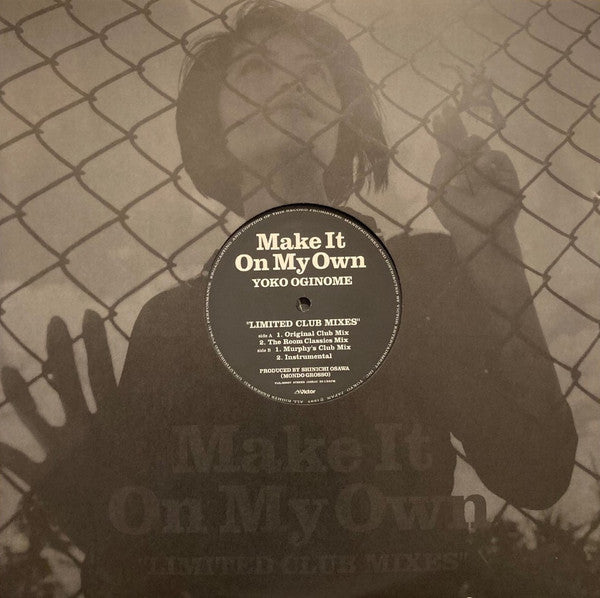 Make It
On My Own
YOKO OGINOME
"LIMITED CLUB MIXES"
side A 1. Original Club Mix
2. The Room Classics Mix
side B 1. Murphy's Club Mix
2. Instrumental
PRODUCED BY SHINICHI OSAWA
(MONDO GROSSO)
Victor
Make It
On My Own
"LIMITED CLUB MIXES"